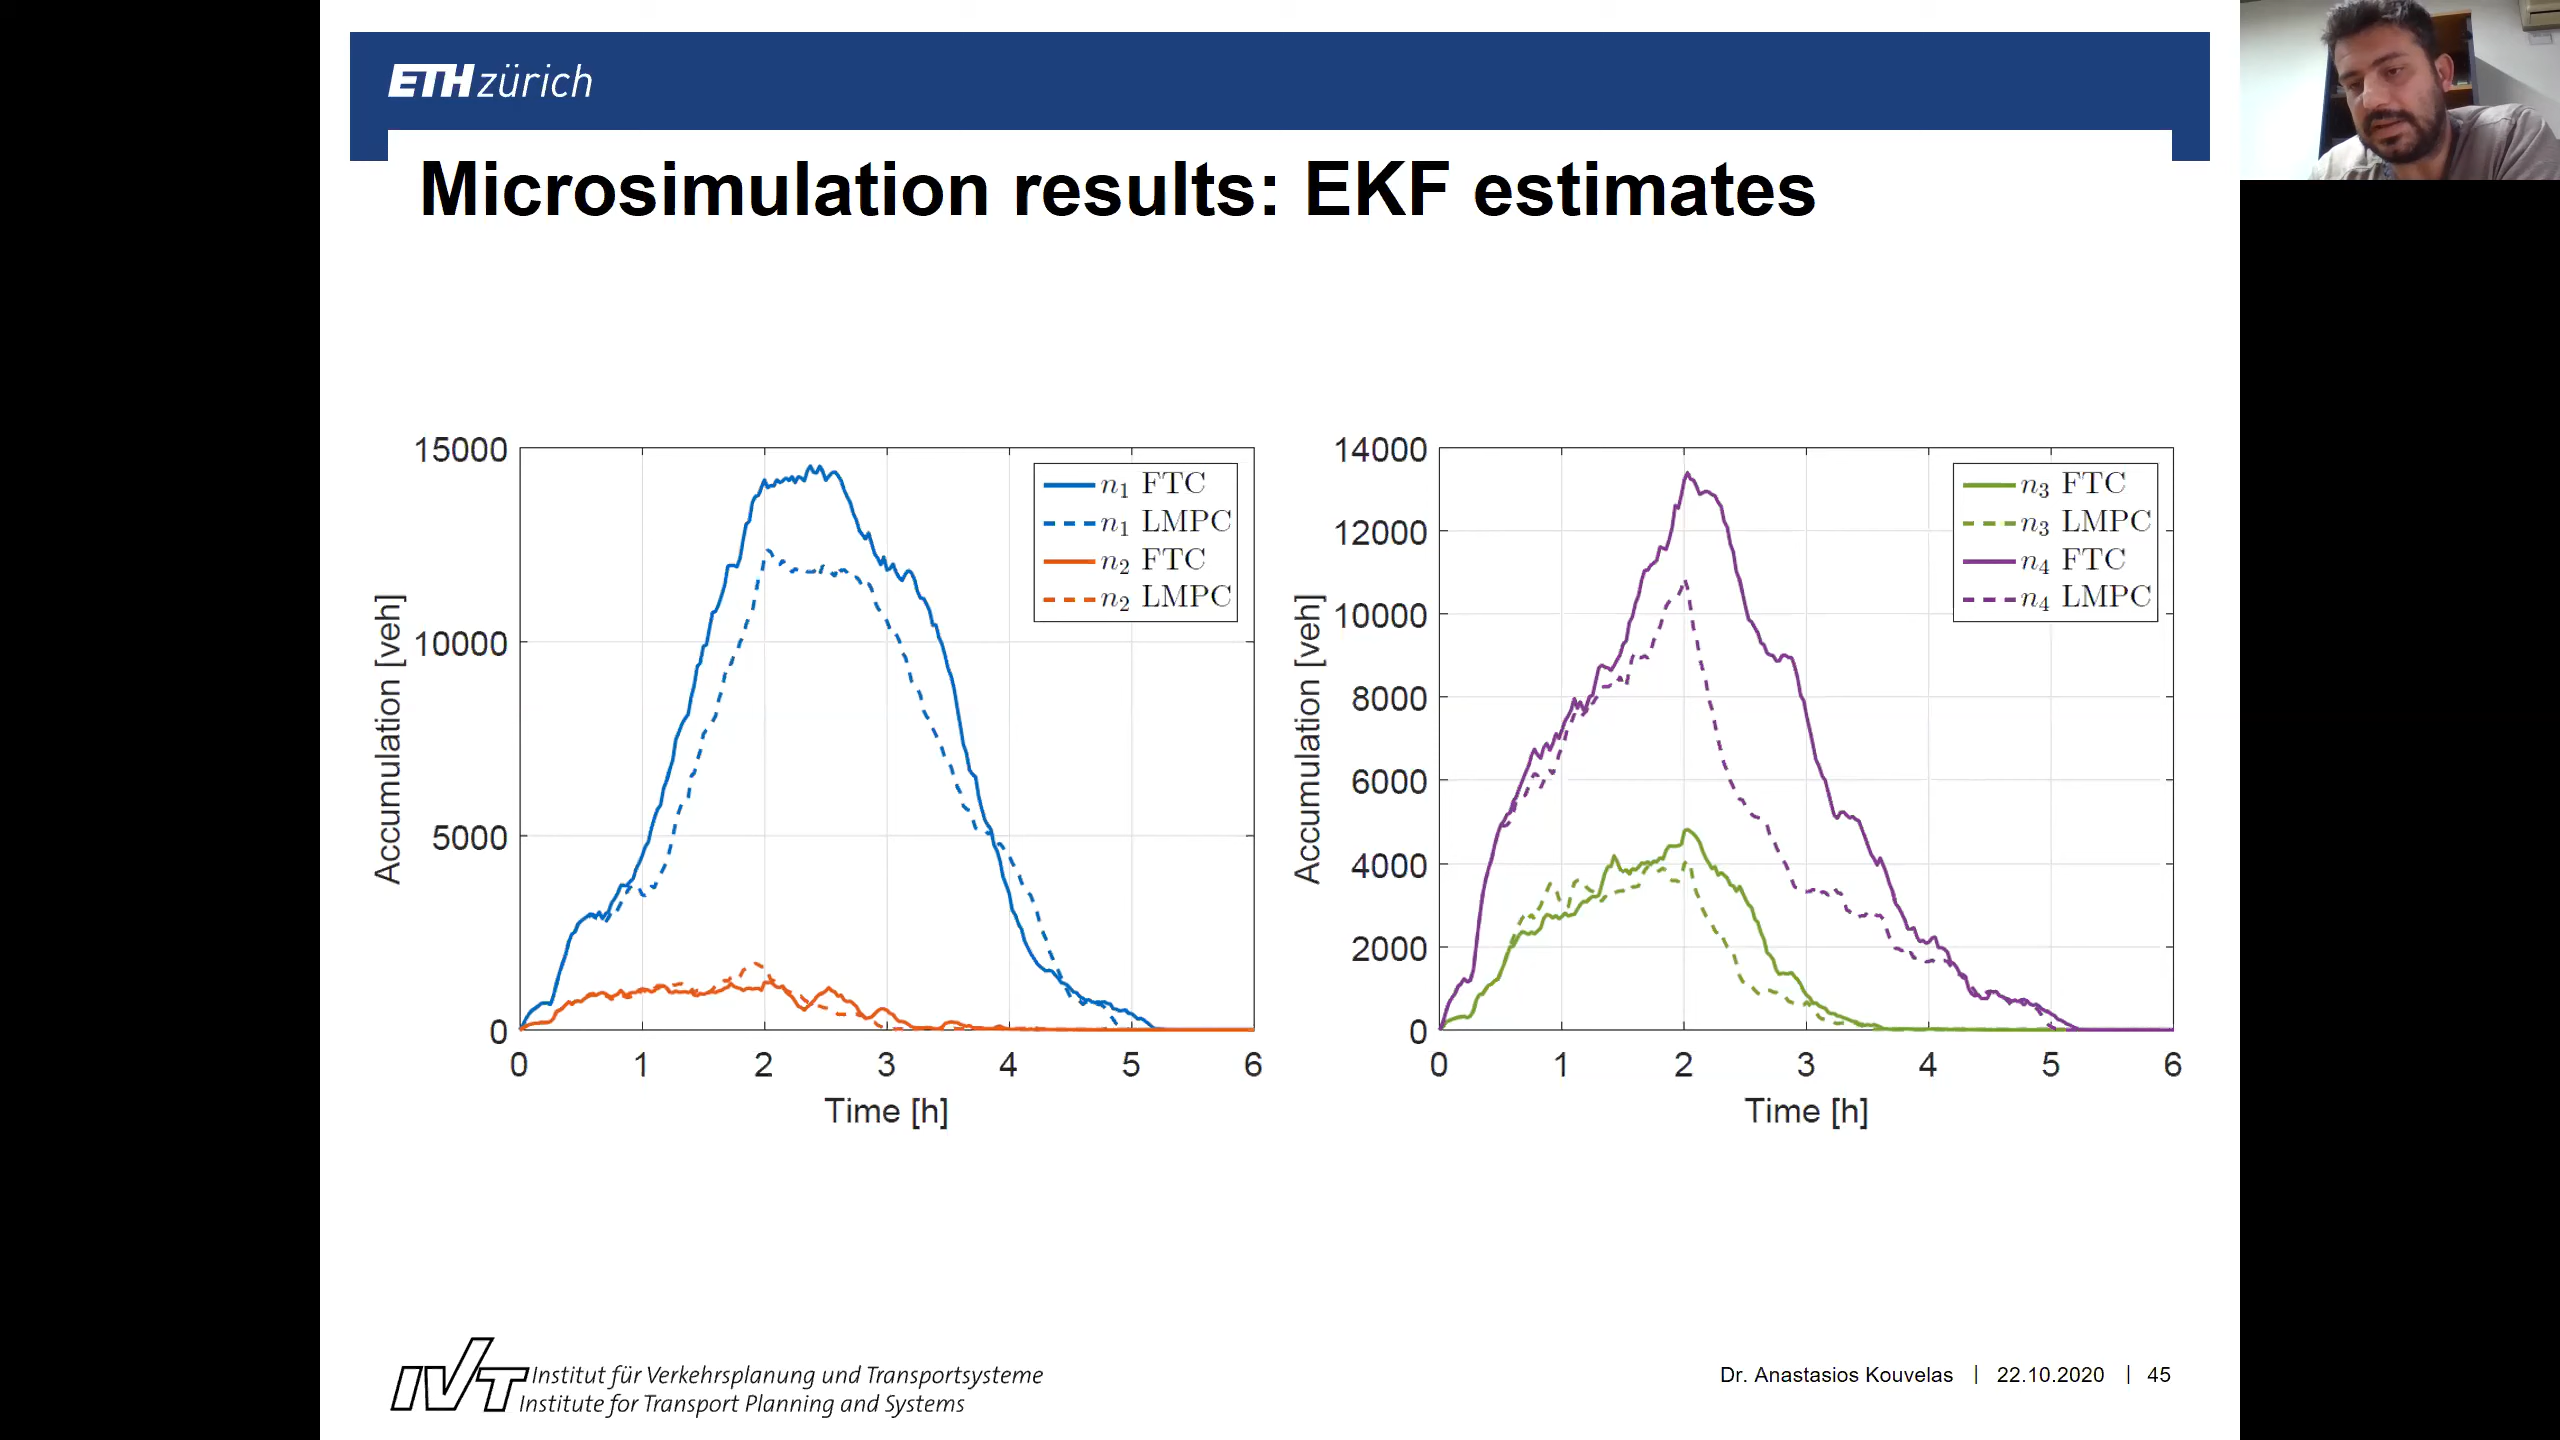 ETH zürich
Microsimulation results: EKF estimates
15000
10000
5000
0
0 1 2 3 4 5 6
Accumulation [veh]
Time [h]
n1 FTC
n1 LMPC
n2 FTC
n2 LMPC
14000
12000
10000
8000
6000
4000
2000
0
0 1 2 3 4 5 6
Accumulation [veh]
Time [h]
n3 FTC
n3 LMPC
n4 FTC
n4 LMPC
IVT Institut für Verkehrsplanung und Transportsysteme
Institute for Transport Planning and Systems
Dr. Anastasios Kouvelas | 22.10.2020 | 45